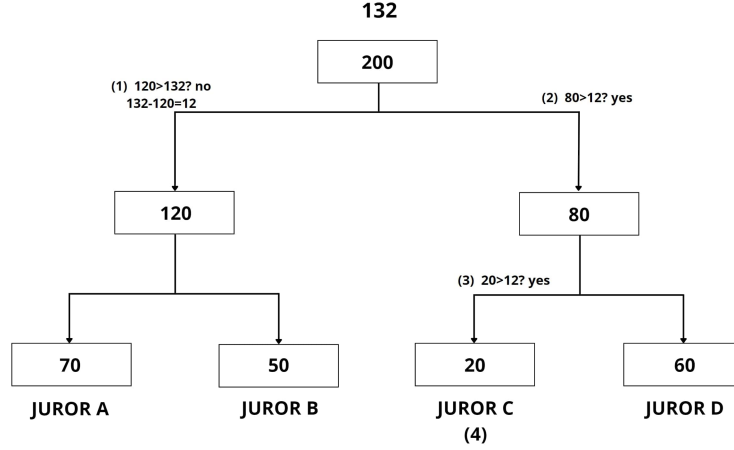 132
200
(1) 120>132? no
132-120=12
(2) 80>12? yes
120
80
(3) 20>12? yes
70
50
20
60
JUROR A
JUROR B
JUROR C
JUROR D
(4)